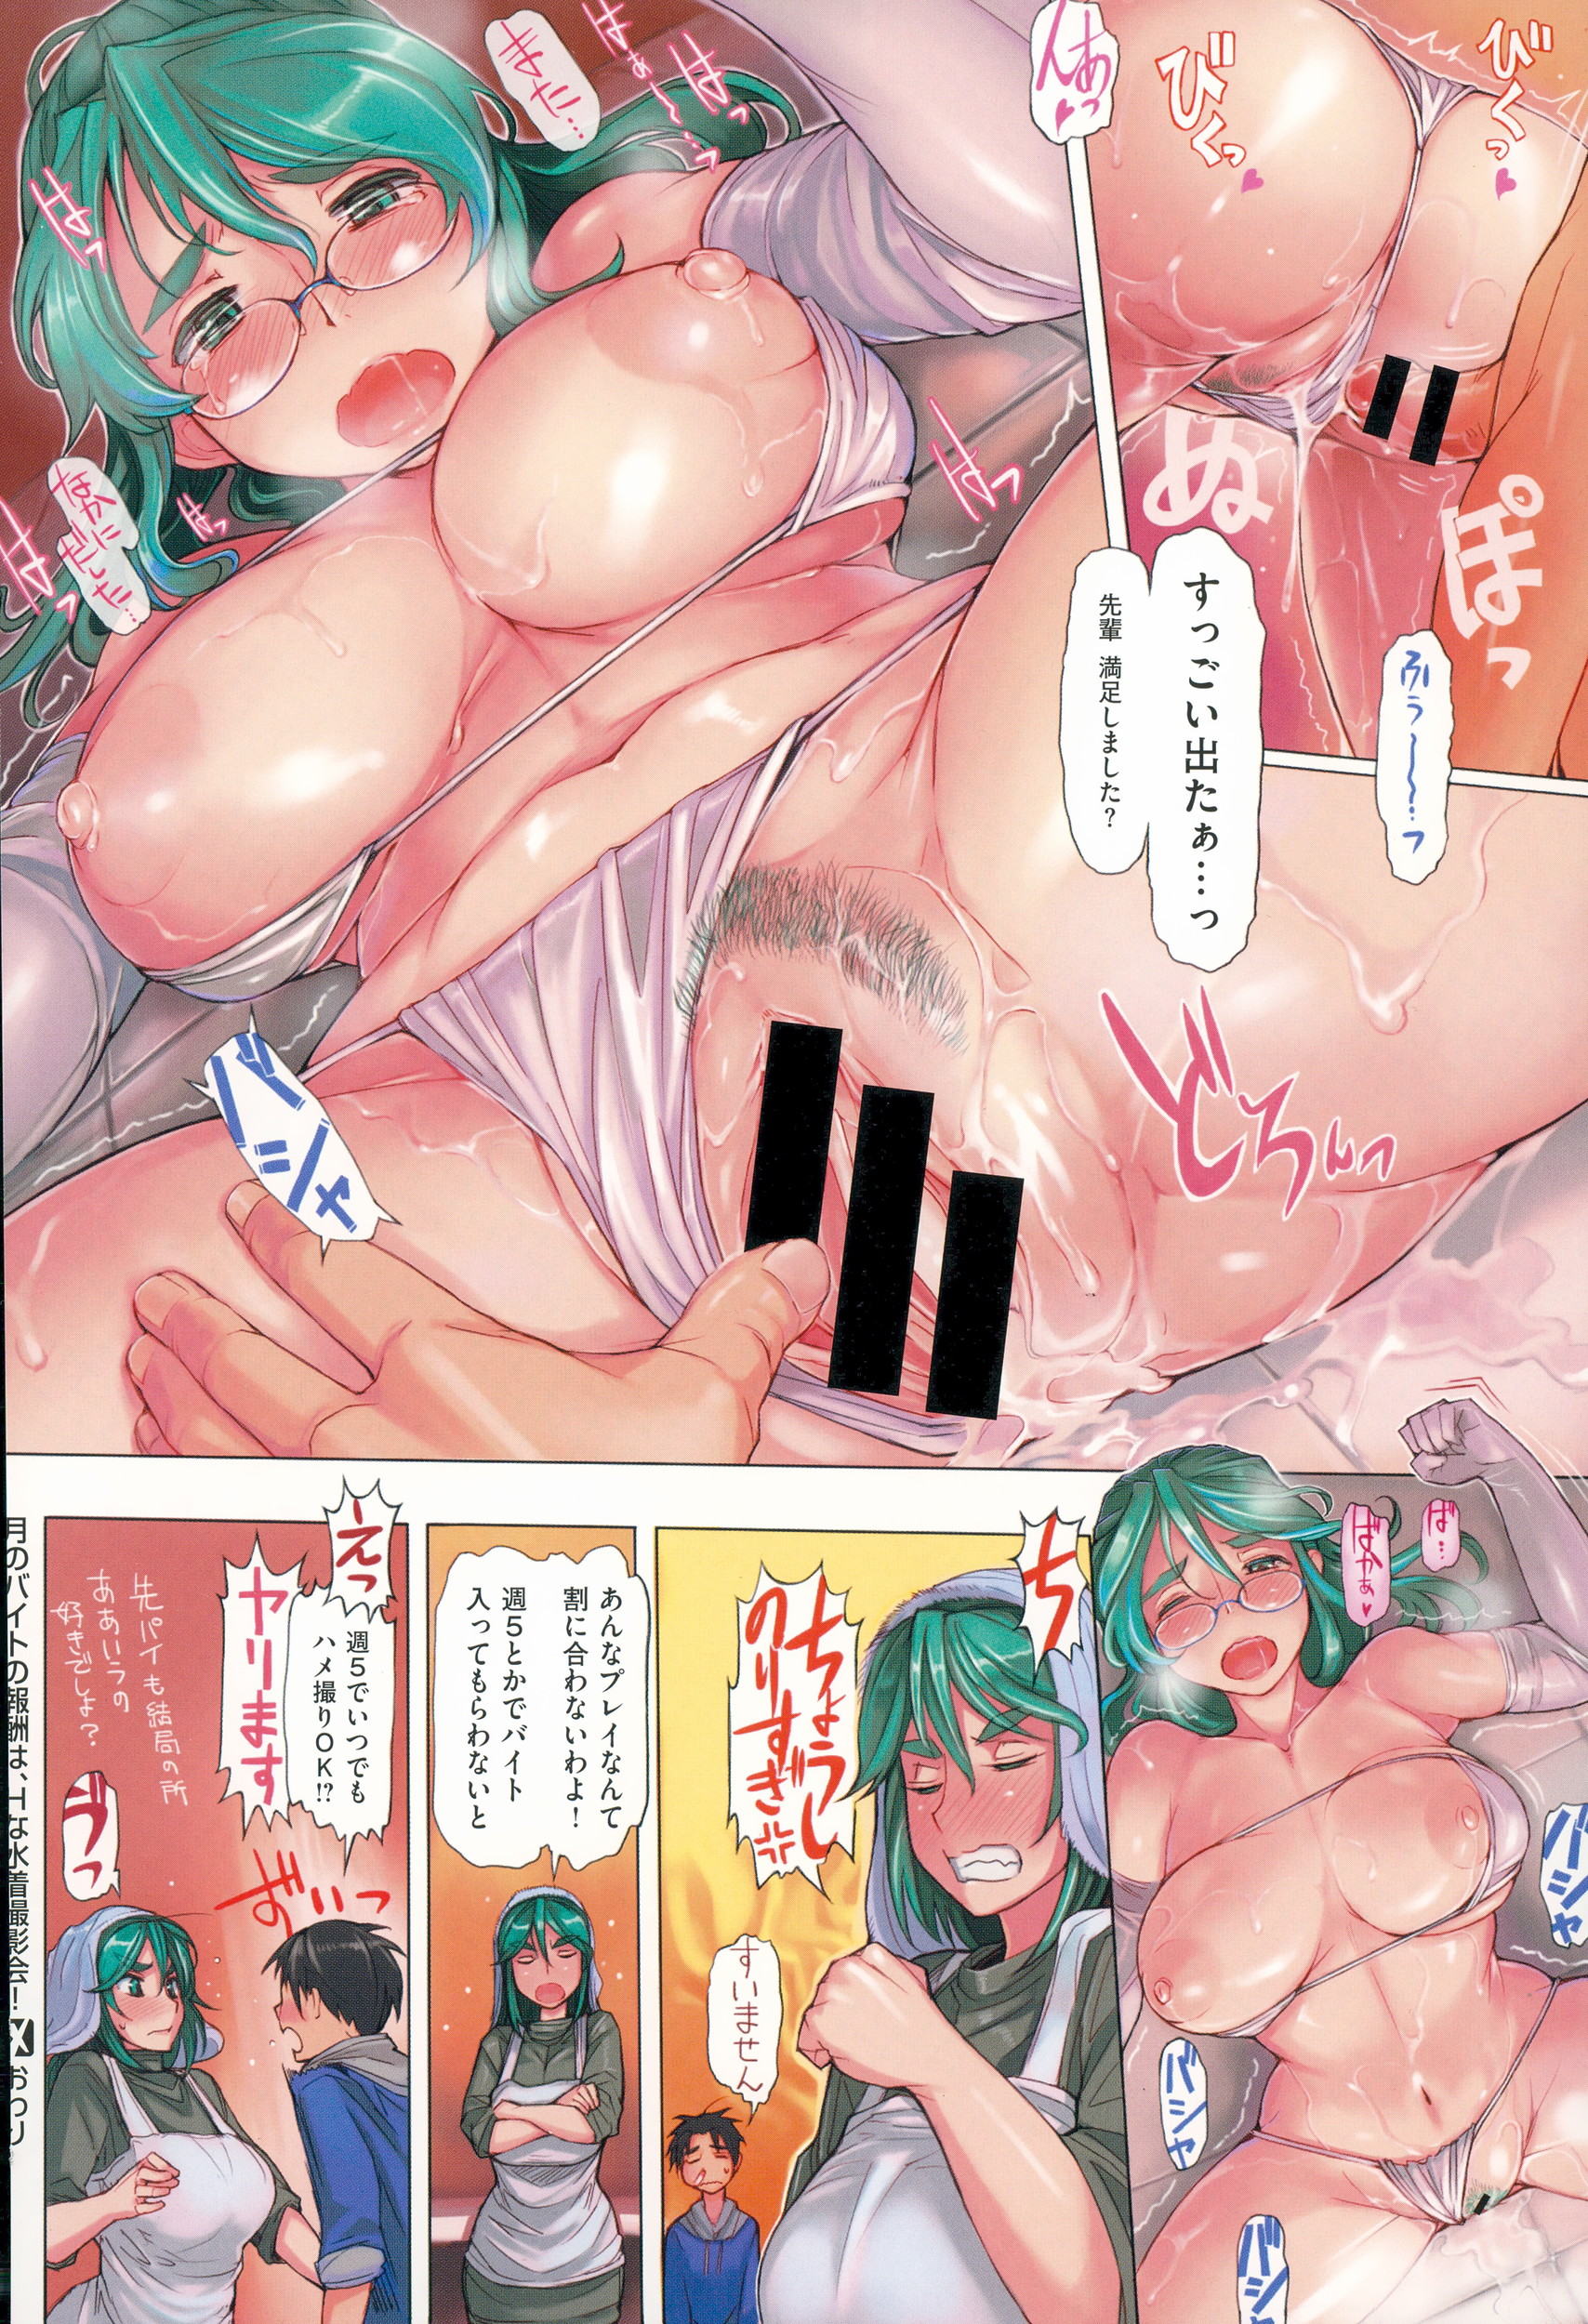 びくっ
びくっ
んあっ♥
ぬ
ぽっ
ふぅ〜〜…っ
すっごい出たぁ…っ
先輩 満足しました?
はっ
はぁ〜…っ
また…
はっ
はっ
はっ
なかに
だした…
はっ
どろんっ
バシャ
ば…
ばかぁ♥
バシャ
バシャ
バシャ
ち
ちょうし
のりすぎ
すいません
あんなプレイなんて
割に合わないわよ!
週5とかでバイト
入ってもらわないと
えっ
週5でいつでも
ハメ撮りOK!?
ヤります
ずいっ
先パイも結局の所
ああいうの
好きでしょ?
うっ
月のバイトの報酬は、Hな水着撮影会! おわり